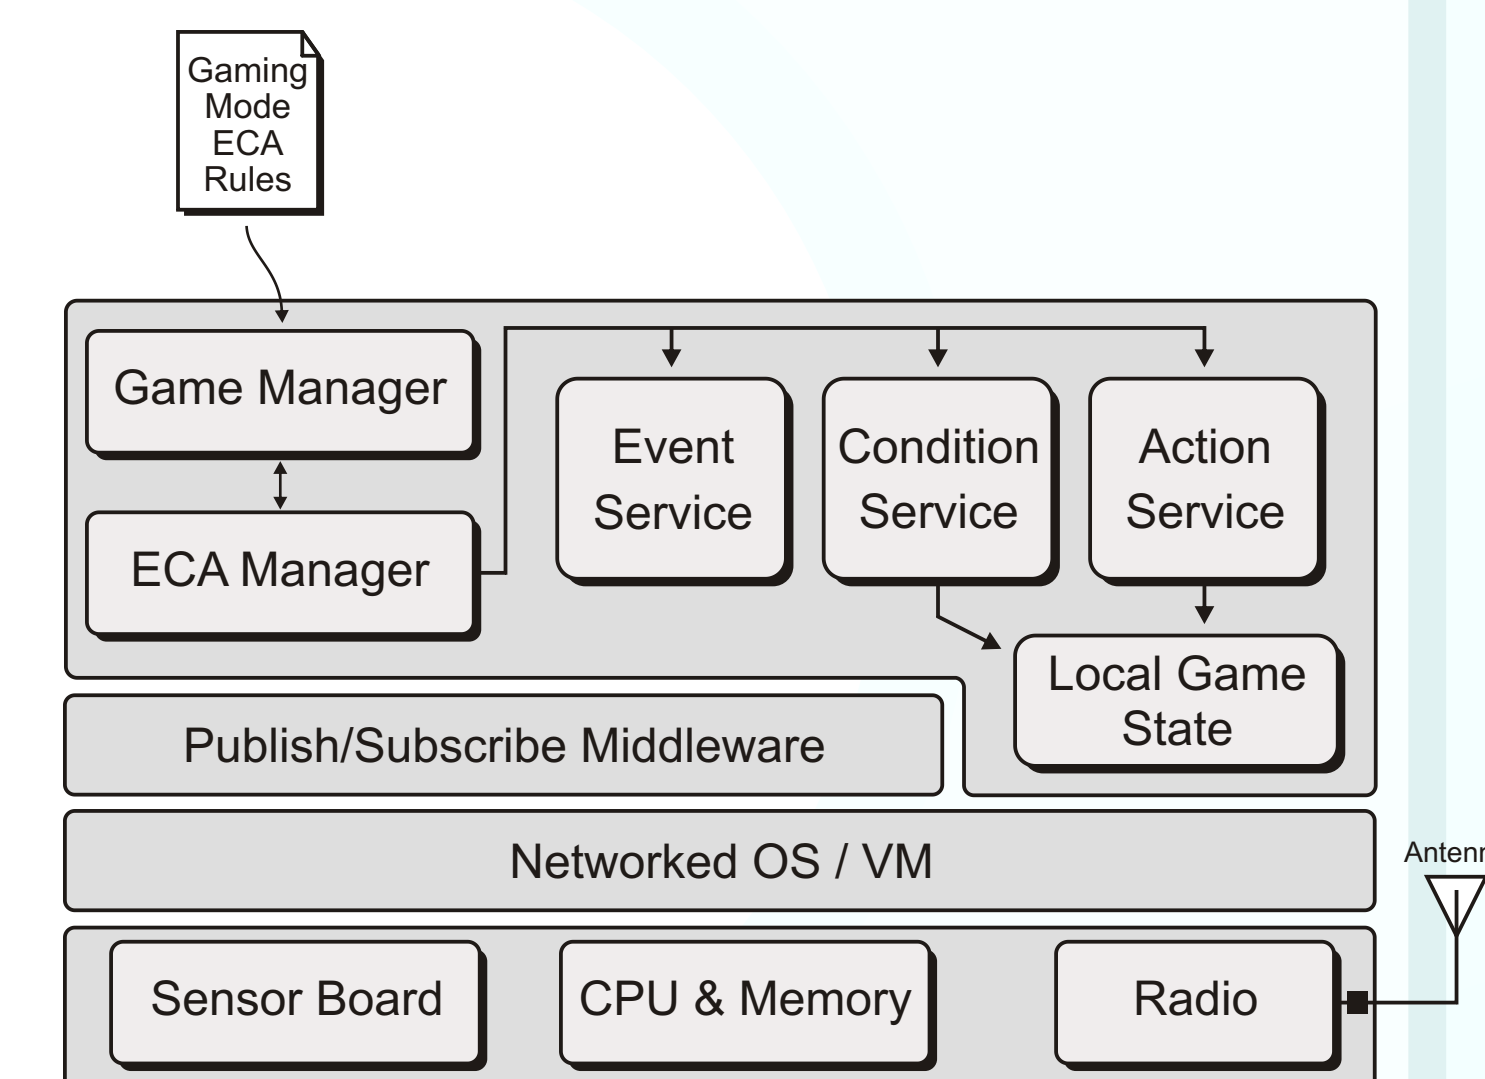 Gaming
Mode
ECA
Rules
Game Manager
ECA Manager
Event
Service
Condition
Service
Action
Service
Local Game
State
Publish/Subscribe Middleware
Networked OS / VM
Antenn
Sensor Board
CPU & Memory
Radio